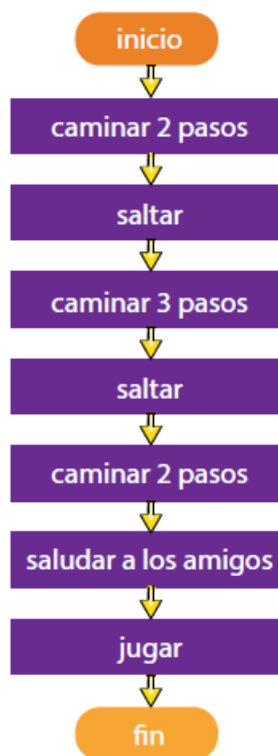 inicio
caminar 2 pasos
saltar
caminar 3 pasos
saltar
caminar 2 pasos
saludar a los amigos
jugar
fin